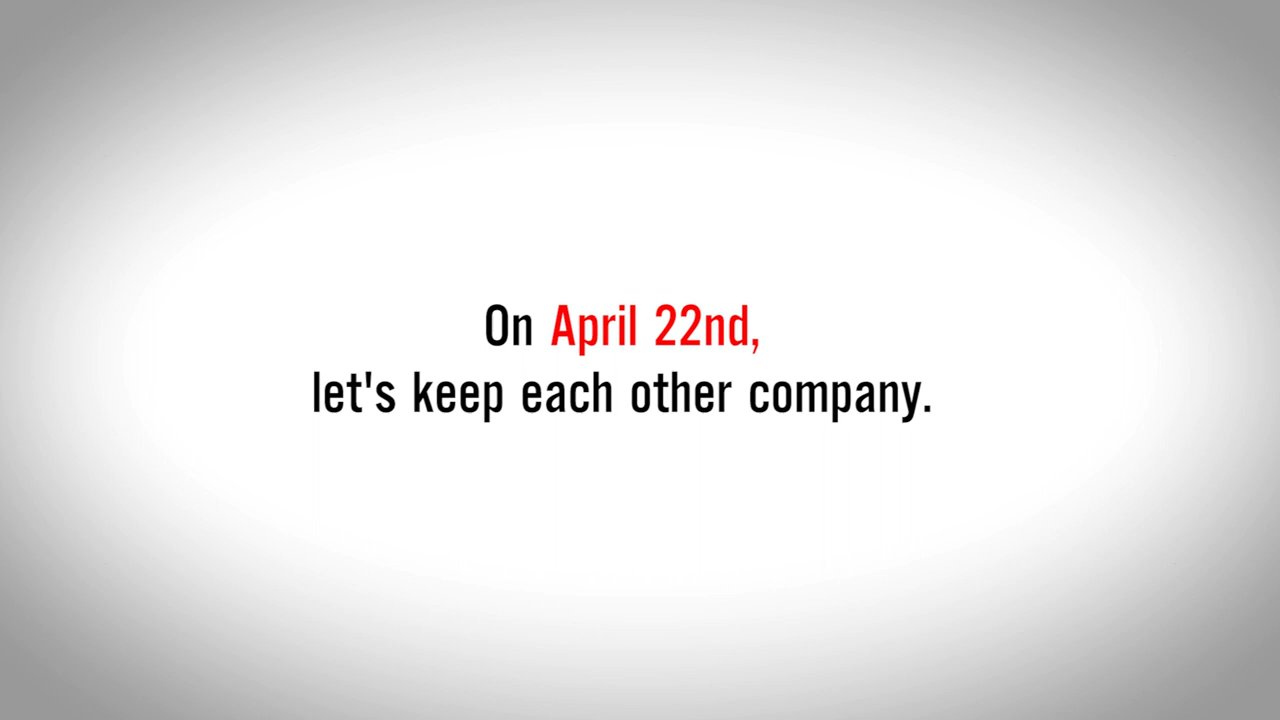 On April 22nd,
let's keep each other company.